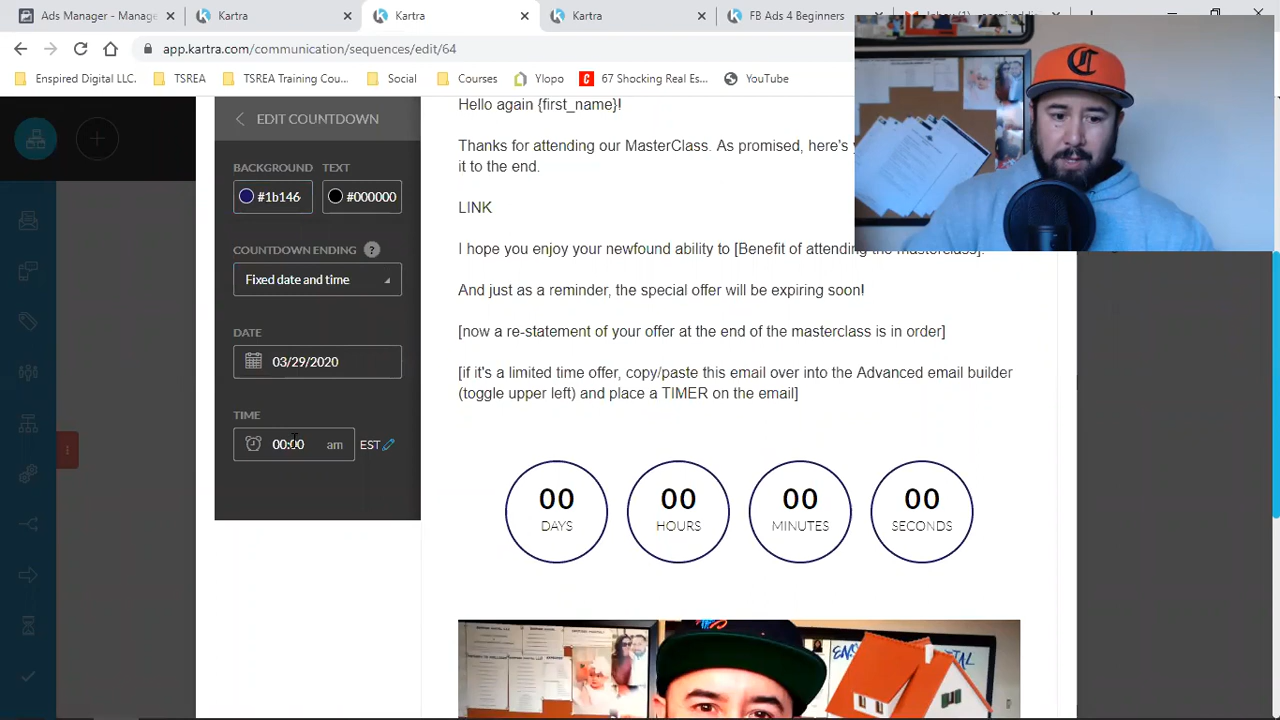 Ads Manager - Manage
Kartra
Kartra
Kartra
FB Ads 4 Beginners
app.kartra.com/communication/sequences/edit/64
Enspired Digital LLC.
TSREA
TSREA Training Cou...
Social
Courses
Ylopo
67 Shocking Real Es...
YouTube
C
EDIT COUNTDOWN
BACKGROUND
TEXT
#1b146
#000000
COUNTDOWN ENDING ?
Fixed date and time
DATE
03/29/2020
TIME
00:00 am EST
Hello again {first_name}!
Thanks for attending our MasterClass. As promised, here's
it to the end.
LINK
I hope you enjoy your newfound ability to [Benefit of attending the masterclass].
And just as a reminder, the special offer will be expiring soon!
[now a re-statement of your offer at the end of the masterclass is in order]
[if it's a limited time offer, copy/paste this email over into the Advanced email builder
(toggle upper left) and place a TIMER on the email]
00 00 00 00
DAYS HOURS MINUTES SECONDS